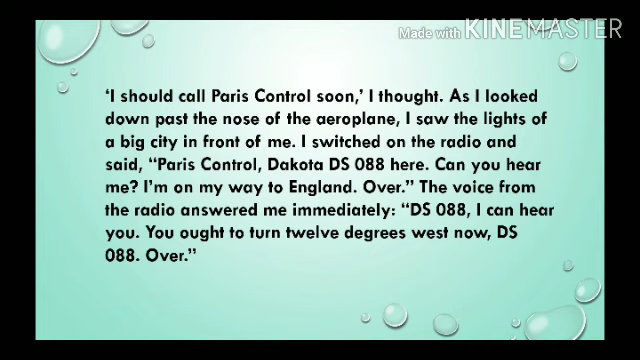 Made with KINEMASTER
‘I should call Paris Control soon,’ I thought. As I looked
down past the nose of the aeroplane, I saw the lights of
a big city in front of me. I switched on the radio and
said, “Paris Control, Dakota DS 088 here. Can you hear
me? I’m on my way to England. Over.” The voice from
the radio answered me immediately: “DS 088, I can hear
you. You ought to turn twelve degrees west now, DS
088. Over.”